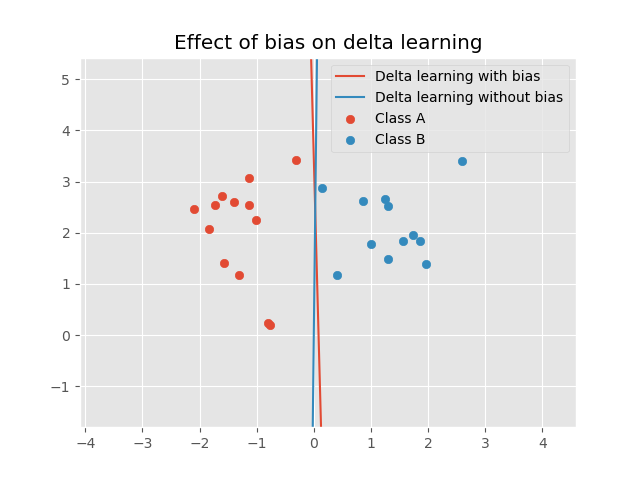 Effect of bias on delta learning
Delta learning with bias
Delta learning without bias
Class A
Class B
5
4
3
2
1
0
−1
−4 −3 −2 −1 0 1 2 3 4